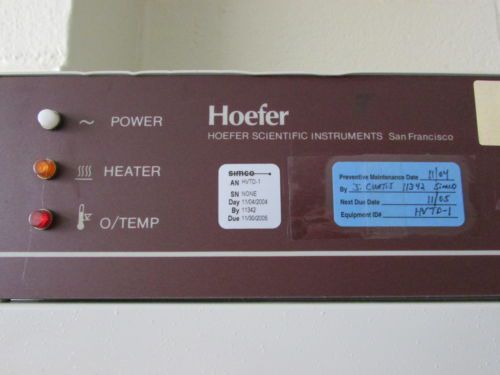 POWER
HEATER
O/TEMP
Hoefer
HOEFER SCIENTIFIC INSTRUMENTS San Francisco
simco
AN HVTD-1
SN NONE
Day 11/04/2004
By 11342
Due 11/30/2005
Preventive Maintenance Date 11/04
By J. CURTIS 11342 SIMCO
Next Due Date 11/05
Equipment ID# HVTD-1